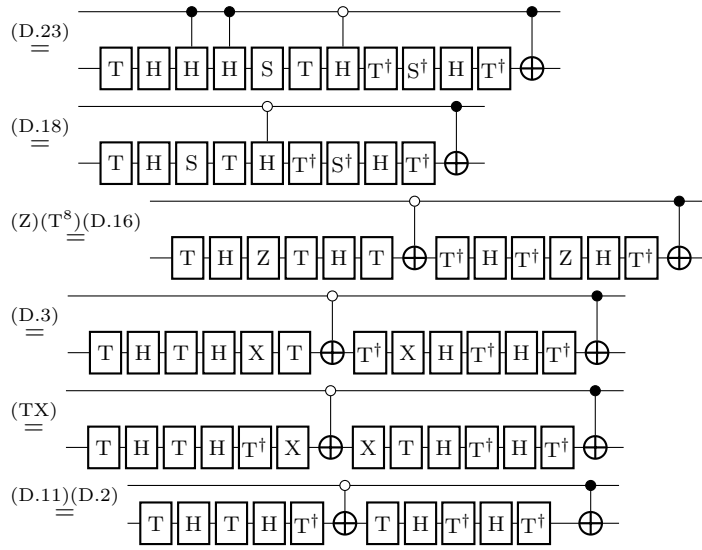 (D.23)
= T H H H S T H T† S† H T†
(D.18)
= T H S T H T† S† H T†
(Z)(T⁸)(D.16)
= T H Z T H T T† H T† Z H T†
(D.3)
= T H T H X T T† X H T† H T†
(TX)
= T H T H T† X X T H T† H T†
(D.11)(D.2)
= T H T H T† T H T† H T†